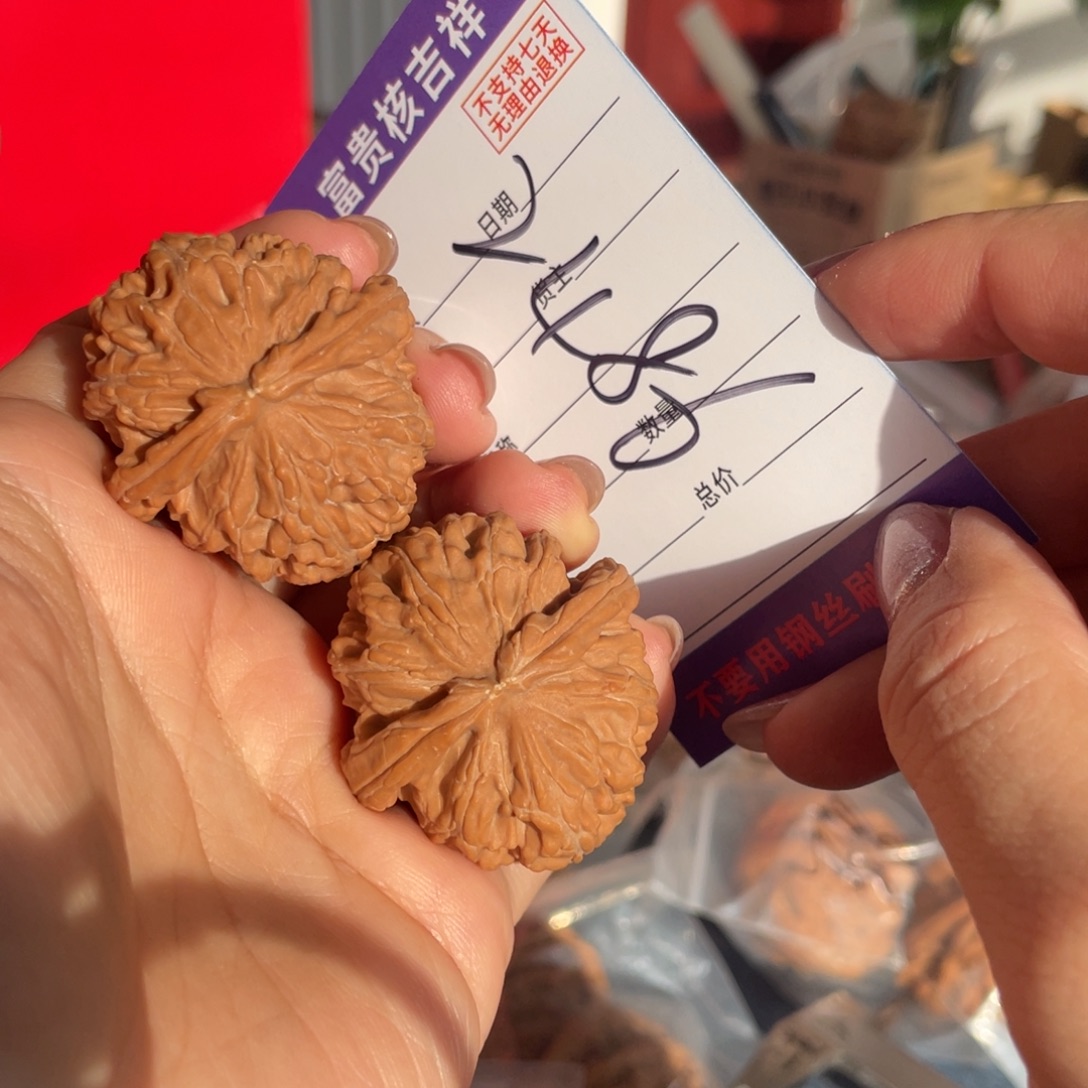 富贵核吉祥
不支持七天
无理由退换
日期
货主
称
数量
总价
不要用钢丝刷